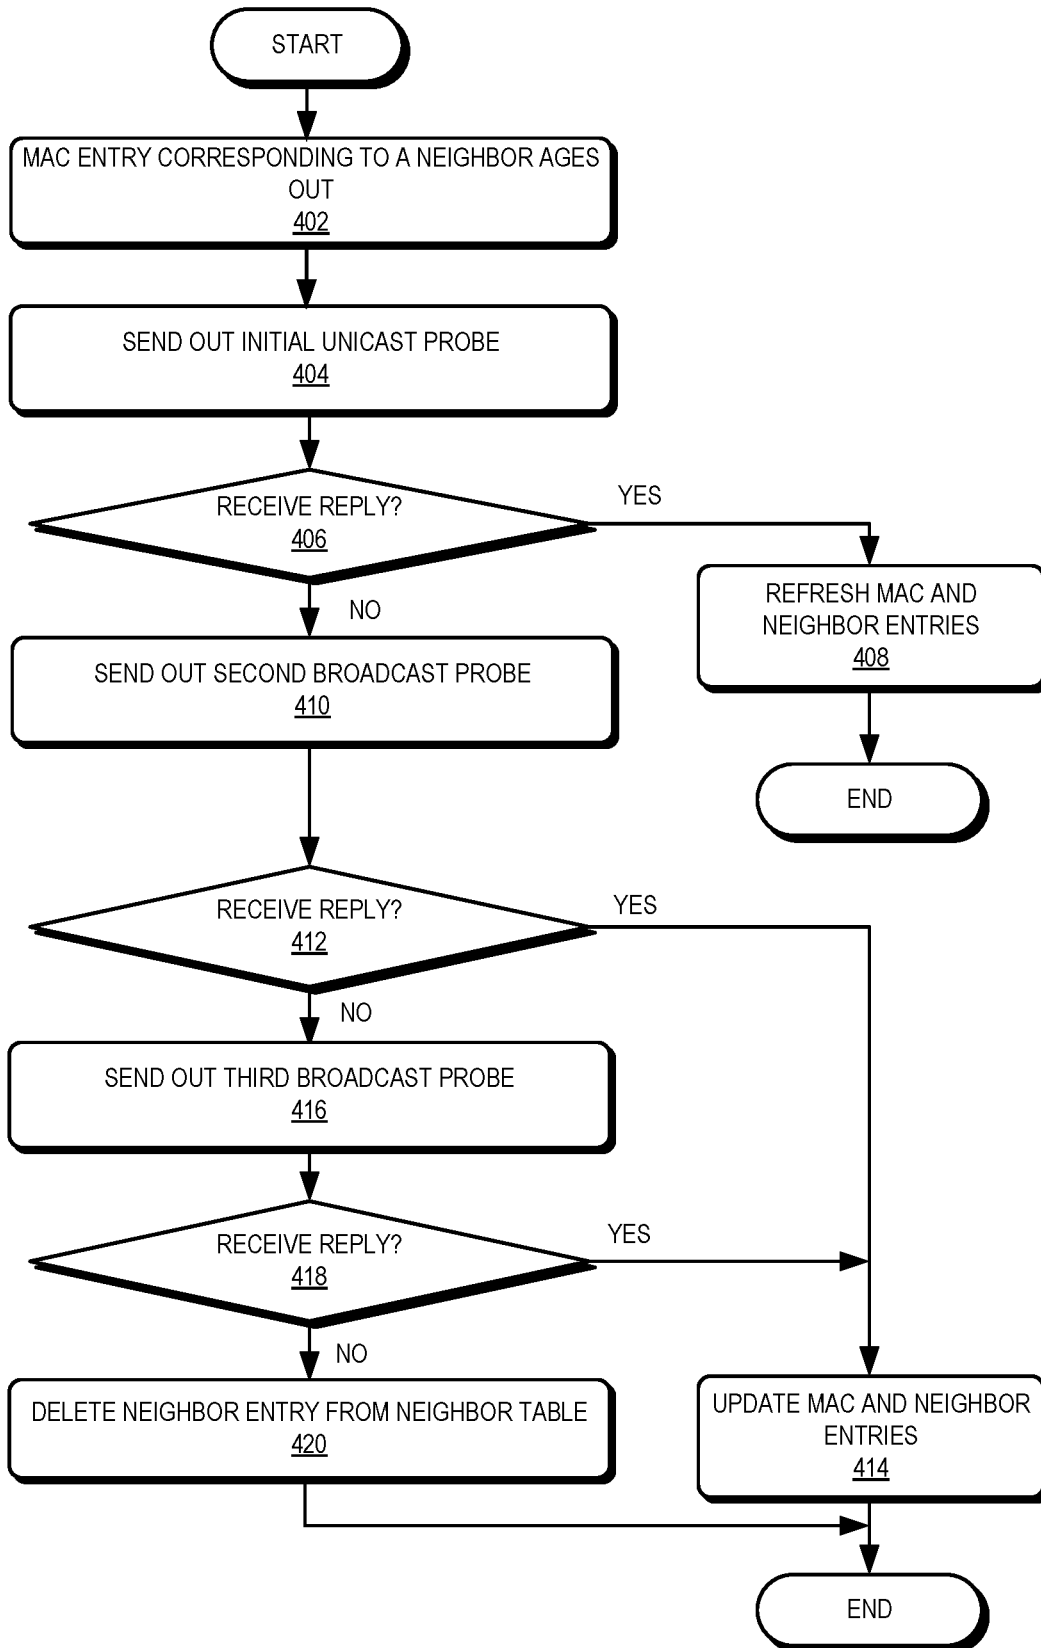 START
MAC ENTRY CORRESPONDING TO A NEIGHBOR AGES
OUT
402
SEND OUT INITIAL UNICAST PROBE
404
RECEIVE REPLY?
406
YES
NO
REFRESH MAC AND
NEIGHBOR ENTRIES
408
SEND OUT SECOND BROADCAST PROBE
410
END
RECEIVE REPLY?
412
YES
NO
SEND OUT THIRD BROADCAST PROBE
416
RECEIVE REPLY?
418
YES
NO
DELETE NEIGHBOR ENTRY FROM NEIGHBOR TABLE
420
UPDATE MAC AND NEIGHBOR
ENTRIES
414
END